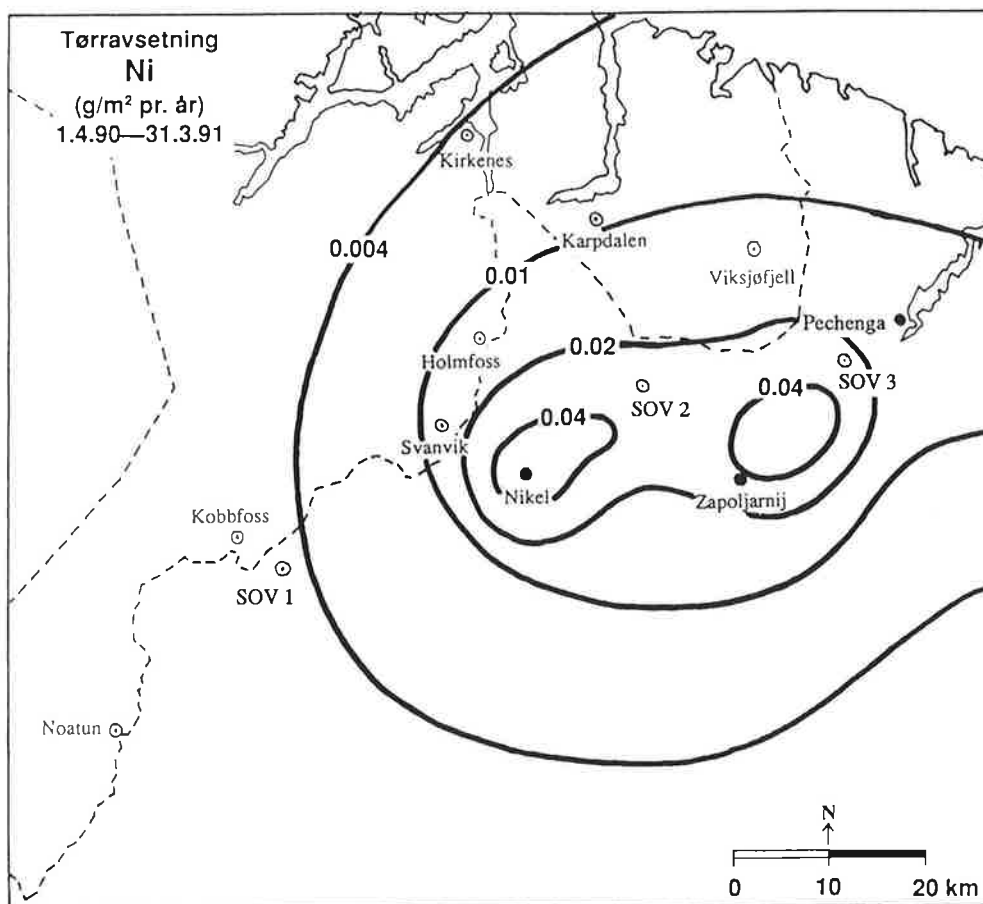 Tørravsetning
Ni
(g/m² pr. år)
1.4.90—31.3.91
Kirkenes
Karpdalen
0.004
0.01
Viksjøfjell
Pechenga
Holmfoss
0.02
SOV 2
0.04
SOV 3
0.04
Svanvik
Nikel
Zapoljarnij
Kobbfoss
SOV 1
Noatun
N
0 10 20 km